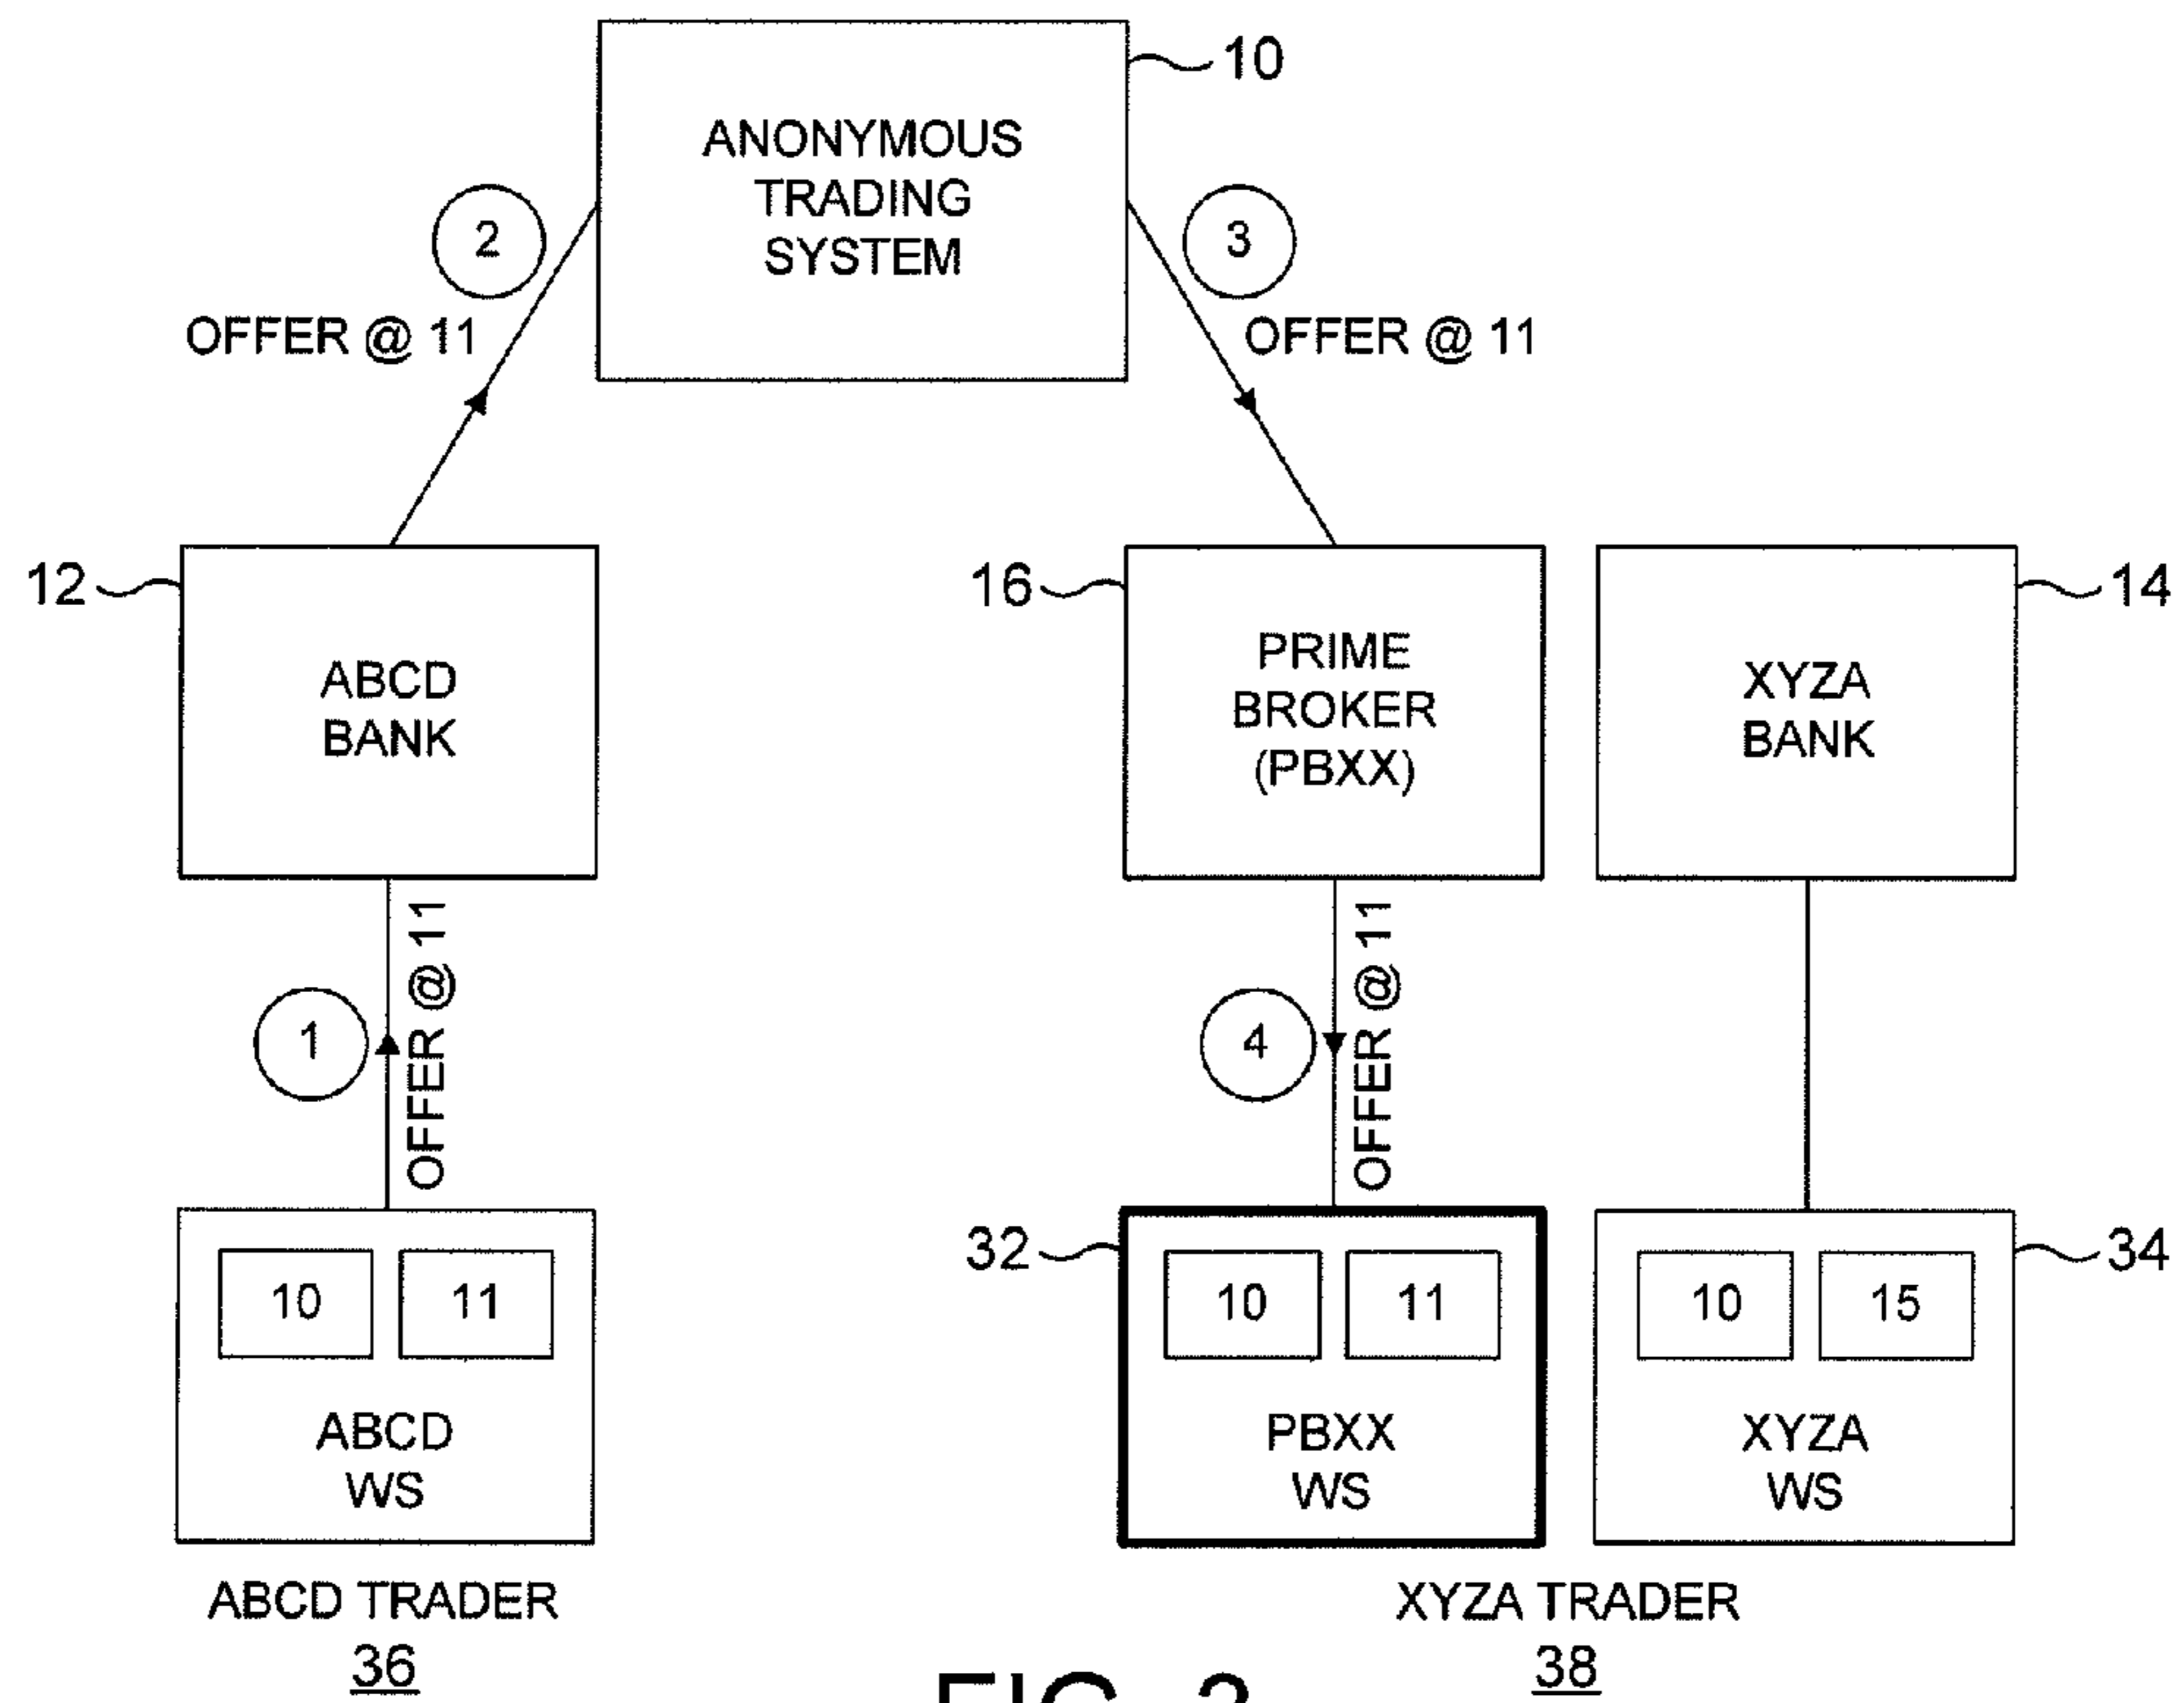 10
ANONYMOUS
TRADING
SYSTEM
2
3
OFFER @ 11
OFFER @ 11
12
16
14
ABCD
BANK
PRIME
BROKER
(PBXX)
XYZA
BANK
1
OFFER @ 11
4
OFFER @ 11
32
34
10
11
10
11
10
15
ABCD
WS
PBXX
WS
XYZA
WS
ABCD TRADER
36
XYZA TRADER
38